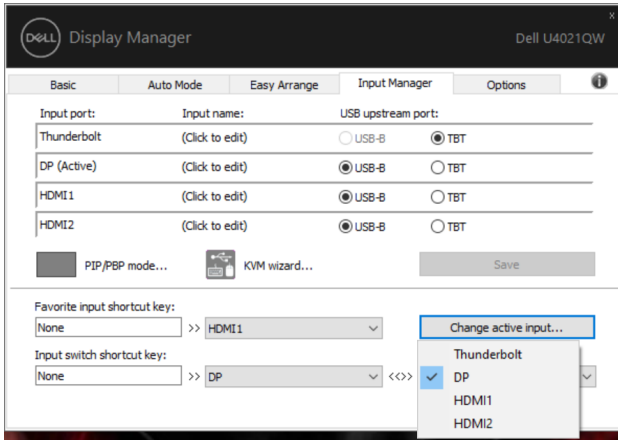 DELL Display Manager Dell U4021QW x
Basic Auto Mode Easy Arrange Input Manager Options i
Input port: Input name: USB upstream port:
Thunderbolt (Click to edit) USB-B TBT
DP (Active) (Click to edit) USB-B TBT
HDMI1 (Click to edit) USB-B TBT
HDMI2 (Click to edit) USB-B TBT
PIP/PBP mode... KVM wizard... Save
Favorite input shortcut key:
None >> HDMI1 Change active input...
Input switch shortcut key:
None >> DP <<>>
Thunderbolt
DP
HDMI1
HDMI2